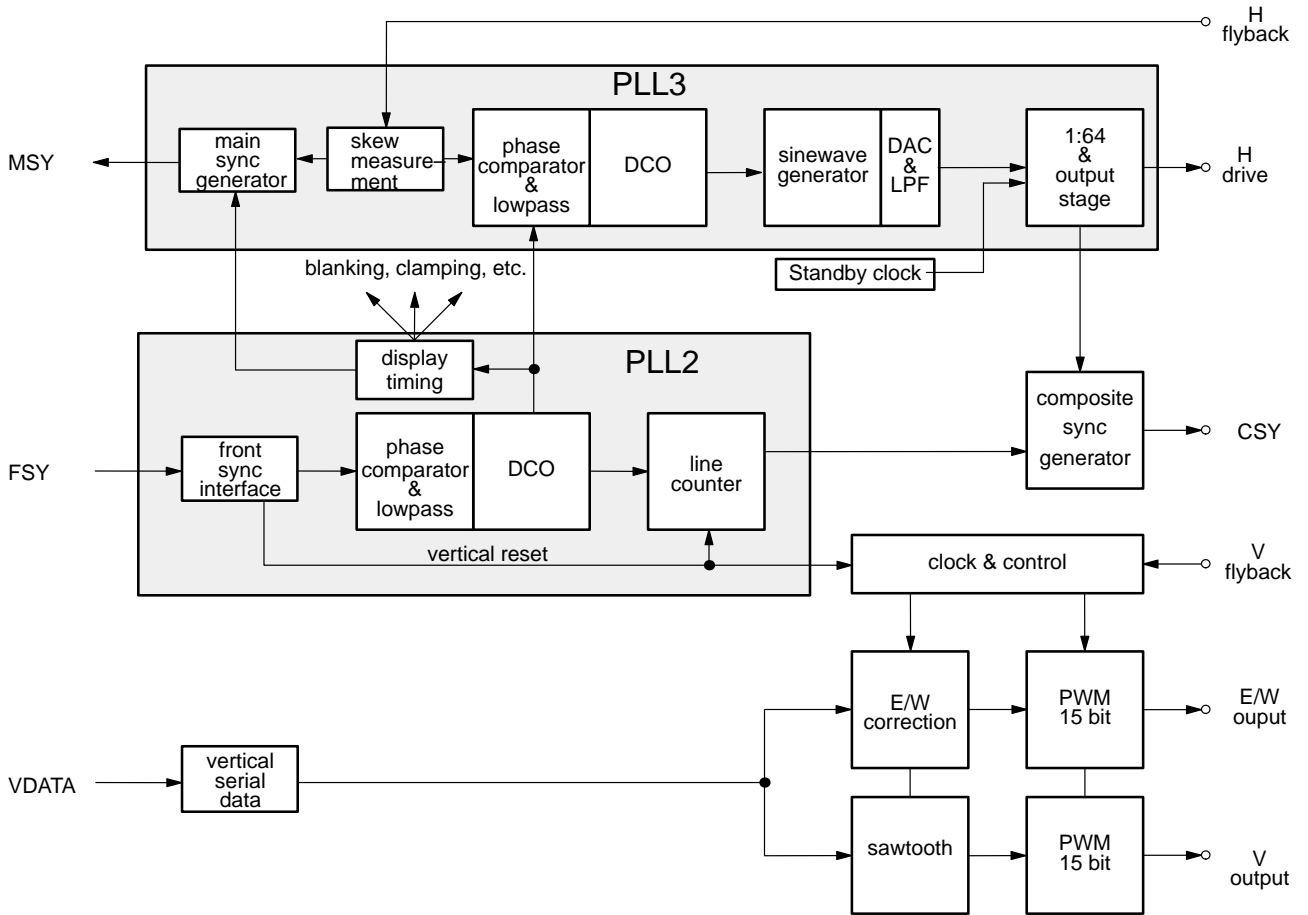 H
flyback
PLL3
main
sync
generator
skew
measure-
ment
phase
comparator
&
lowpass
DCO
sinewave
generator
DAC
&
LPF
1:64
&
output
stage
MSY
H
drive
blanking, clamping, etc.
Standby clock
display
timing
PLL2
composite
sync
generator
CSY
FSY
front
sync
interface
phase
comparator
&
lowpass
DCO
line
counter
vertical reset
clock & control
V
flyback
E/W
correction
PWM
15 bit
E/W
ouput
VDATA
vertical
serial
data
sawtooth
PWM
15 bit
V
output